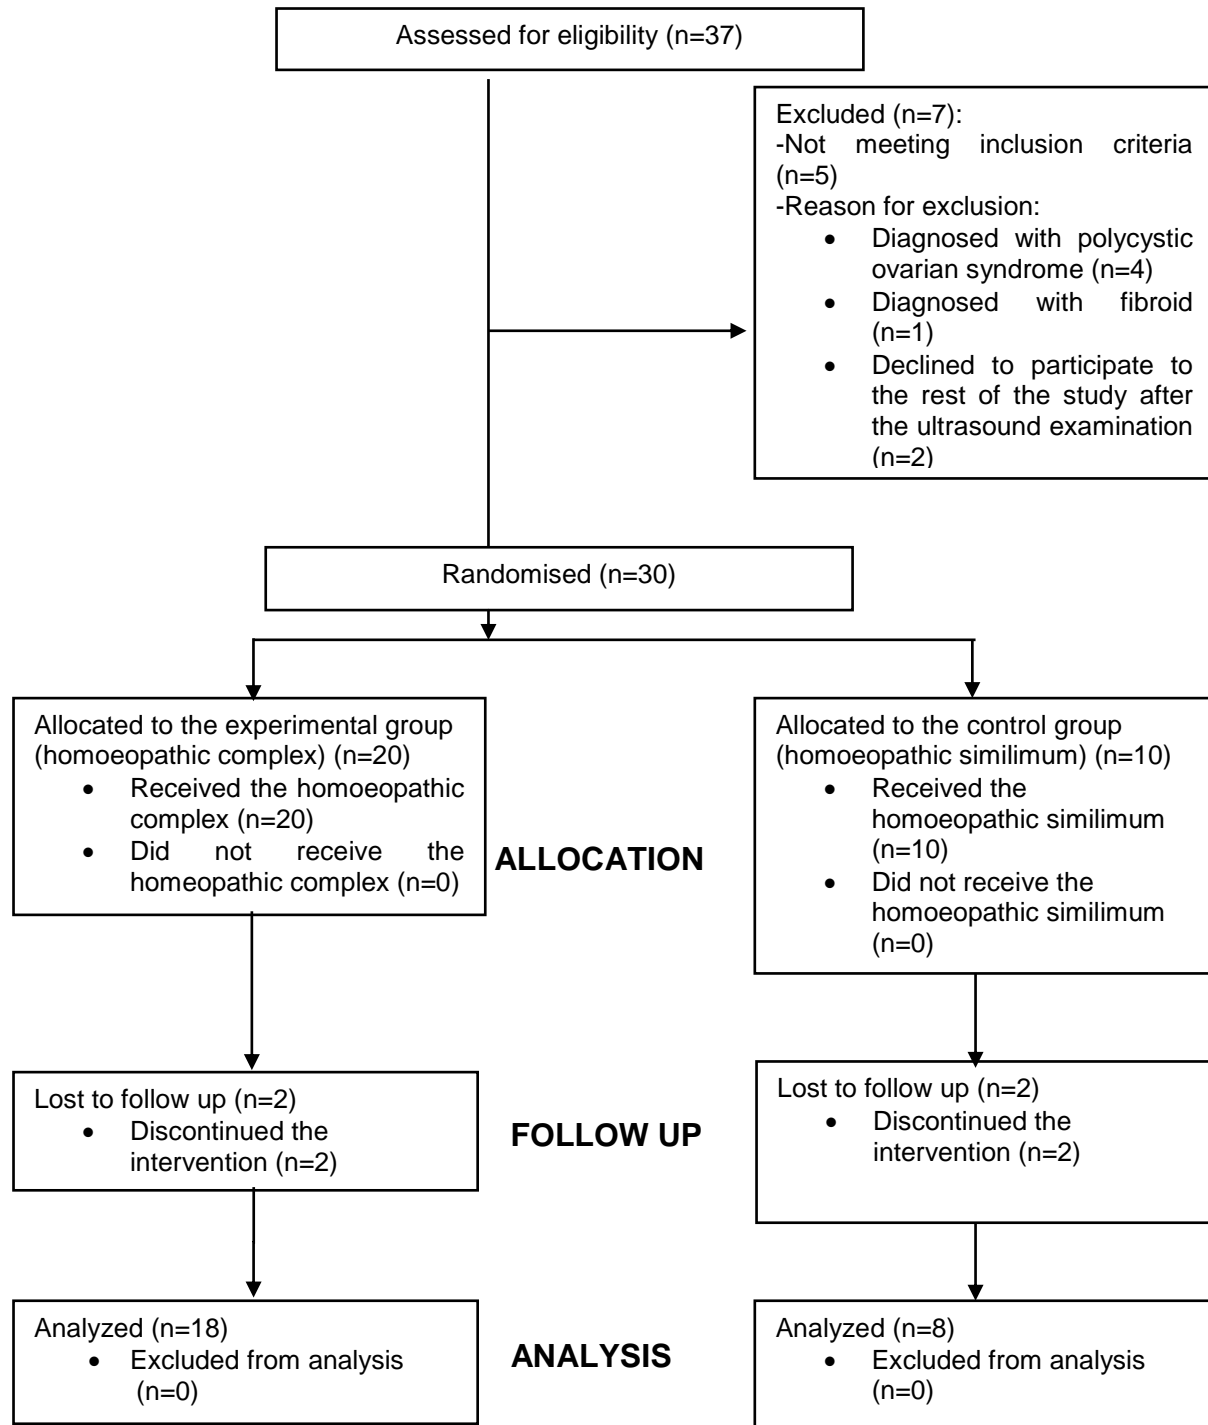 Assessed for eligibility (n=37)
Excluded (n=7):
-Not meeting inclusion criteria
(n=5)
-Reason for exclusion:
• Diagnosed with polycystic
ovarian syndrome (n=4)
• Diagnosed with fibroid
(n=1)
• Declined to participate to
the rest of the study after
the ultrasound examination
(n=2)
Randomised (n=30)
Allocated to the experimental group
(homoeopathic complex) (n=20)
• Received the homoeopathic
complex (n=20)
• Did not receive the
homeopathic complex (n=0)
ALLOCATION
Allocated to the control group
(homoeopathic similimum) (n=10)
• Received the
homoeopathic similimum
(n=10)
• Did not receive the
homoeopathic similimum
(n=0)
Lost to follow up (n=2)
• Discontinued the
intervention (n=2)
FOLLOW UP
Lost to follow up (n=2)
• Discontinued the
intervention (n=2)
Analyzed (n=18)
• Excluded from analysis
(n=0)
ANALYSIS
Analyzed (n=8)
• Excluded from analysis
(n=0)